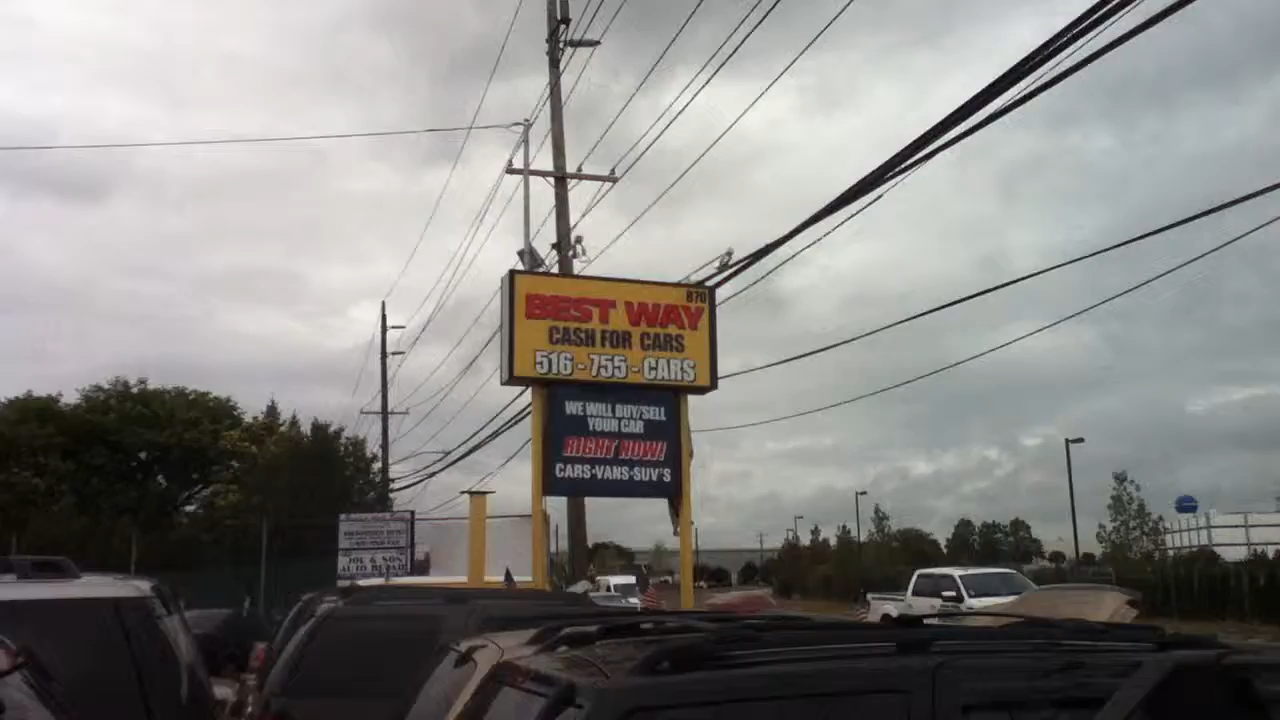 870
BEST WAY
CASH FOR CARS
516-755-CARS
WE WILL BUY/SELL
YOUR CAR
RIGHT NOW!
CARS·VANS·SUV'S
JOE & SONS
AUTO REPAIR